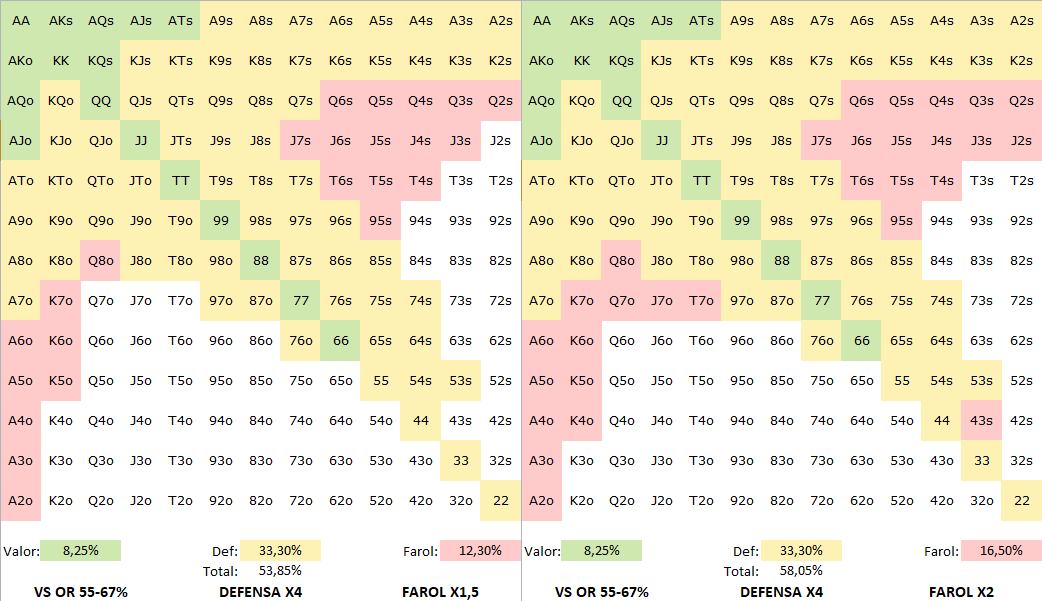 AA AKs AQs AJs ATs A9s A8s A7s A6s A5s A4s A3s A2s AA AKs AQs AJs ATs A9s A8s A7s A6s A5s A4s A3s A2s
AKo KK KQs KJs KTs K9s K8s K7s K6s K5s K4s K3s K2s AKo KK KQs KJs KTs K9s K8s K7s K6s K5s K4s K3s K2s
AQo KQo QQ QJs QTs Q9s Q8s Q7s Q6s Q5s Q4s Q3s Q2s AQo KQo QQ QJs QTs Q9s Q8s Q7s Q6s Q5s Q4s Q3s Q2s
AJo KJo QJo JJ JTs J9s J8s J7s J6s J5s J4s J3s J2s AJo KJo QJo JJ JTs J9s J8s J7s J6s J5s J4s J3s J2s
ATo KTo QTo JTo TT T9s T8s T7s T6s T5s T4s T3s T2s ATo KTo QTo JTo TT T9s T8s T7s T6s T5s T4s T3s T2s
A9o K9o Q9o J9o T9o 99 98s 97s 96s 95s 94s 93s 92s A9o K9o Q9o J9o T9o 99 98s 97s 96s 95s 94s 93s 92s
A8o K8o Q8o J8o T8o 98o 88 87s 86s 85s 84s 83s 82s A8o K8o Q8o J8o T8o 98o 88 87s 86s 85s 84s 83s 82s
A7o K7o Q7o J7o T7o 97o 87o 77 76s 75s 74s 73s 72s A7o K7o Q7o J7o T7o 97o 87o 77 76s 75s 74s 73s 72s
A6o K6o Q6o J6o T6o 96o 86o 76o 66 65s 64s 63s 62s A6o K6o Q6o J6o T6o 96o 86o 76o 66 65s 64s 63s 62s
A5o K5o Q5o J5o T5o 95o 85o 75o 65o 55 54s 53s 52s A5o K5o Q5o J5o T5o 95o 85o 75o 65o 55 54s 53s 52s
A4o K4o Q4o J4o T4o 94o 84o 74o 64o 54o 44 43s 42s A4o K4o Q4o J4o T4o 94o 84o 74o 64o 54o 44 43s 42s
A3o K3o Q3o J3o T3o 93o 83o 73o 63o 53o 43o 33 32s A3o K3o Q3o J3o T3o 93o 83o 73o 63o 53o 43o 33 32s
A2o K2o Q2o J2o T2o 92o 82o 72o 62o 52o 42o 32o 22 A2o K2o Q2o J2o T2o 92o 82o 72o 62o 52o 42o 32o 22
Valor: 8,25% Def: 33,30% Farol: 12,30% Valor: 8,25% Def: 33,30% Farol: 16,50%
Total: 53,85% Total: 58,05%
VS OR 55-67% DEFENSA X4 FAROL X1,5 VS OR 55-67% DEFENSA X4 FAROL X2